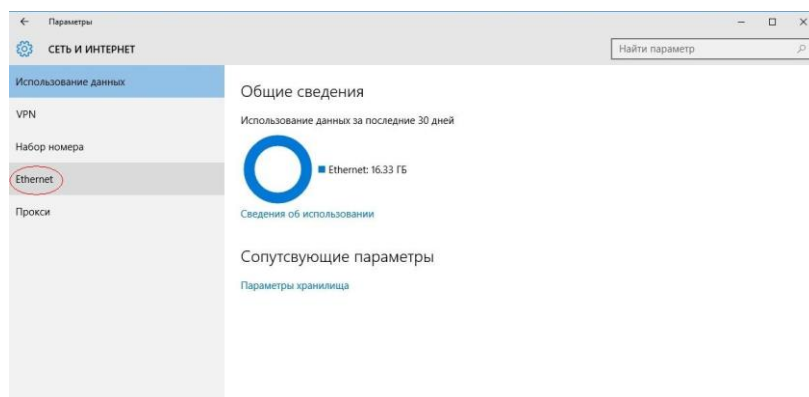 Параметры
СЕТЬ И ИНТЕРНЕТ
Найти параметр
Использование данных
VPN
Набор номера
Ethernet
Прокси
Общие сведения
Использование данных за последние 30 дней
Ethernet: 16.33 ГБ
Сведения об использовании
Сопутсвующие параметры
Параметры хранилища